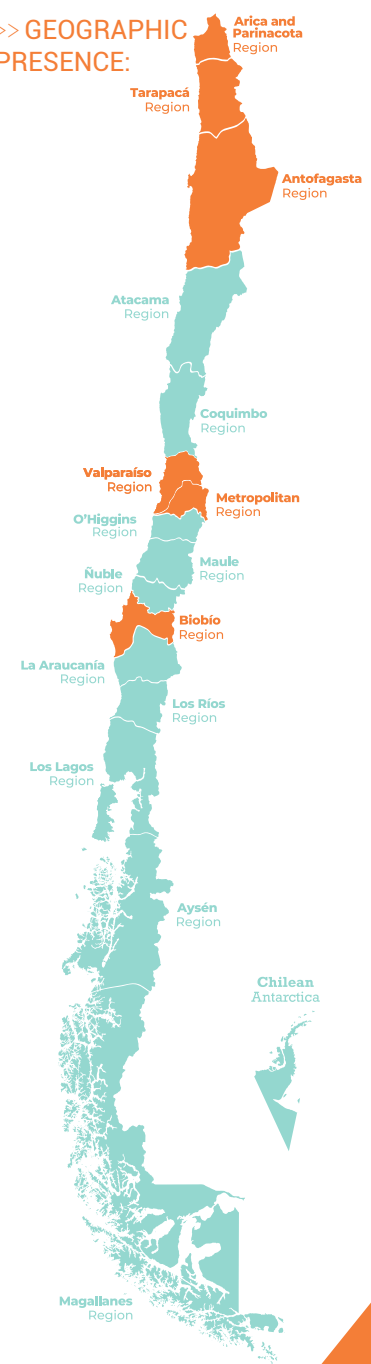 >> GEOGRAPHIC
PRESENCE:
Arica and
Parinacota
Region
Tarapacá
Region
Antofagasta
Region
Atacama
Region
Coquimbo
Region
Valparaíso
Region
Metropolitan
Region
O'Higgins
Region
Maule
Region
Ñuble
Region
Biobío
Region
La Araucanía
Region
Los Ríos
Region
Los Lagos
Region
Aysén
Region
Chilean
Antarctica
Magallanes
Region